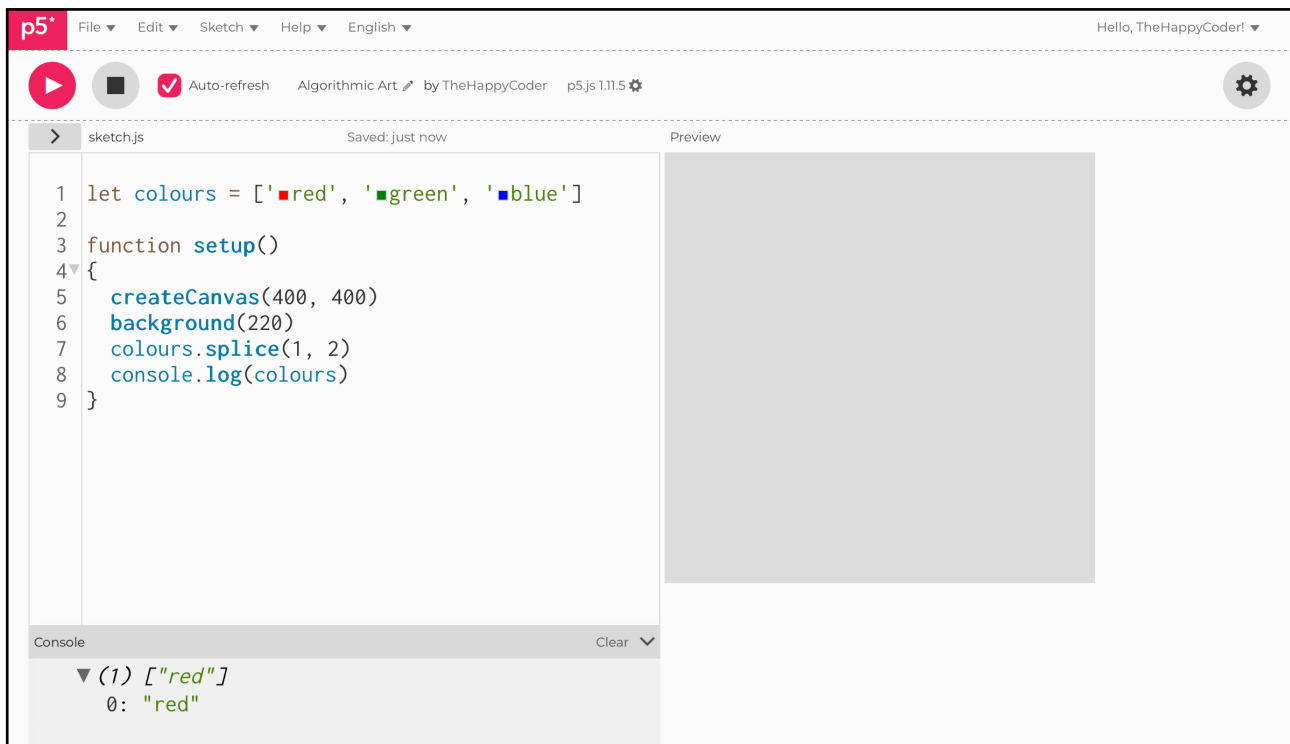 p5* File Edit Sketch Help English Hello, TheHappyCoder!
Auto-refresh Algorithmic Art by TheHappyCoder p5.js 1.11.5
sketch.js Saved: just now Preview
1 let colours = ['red', 'green', 'blue']
2
3 function setup()
4 {
5 createCanvas(400, 400)
6 background(220)
7 colours.splice(1, 2)
8 console.log(colours)
9 }
Console Clear
(1) ["red"]
0: "red"